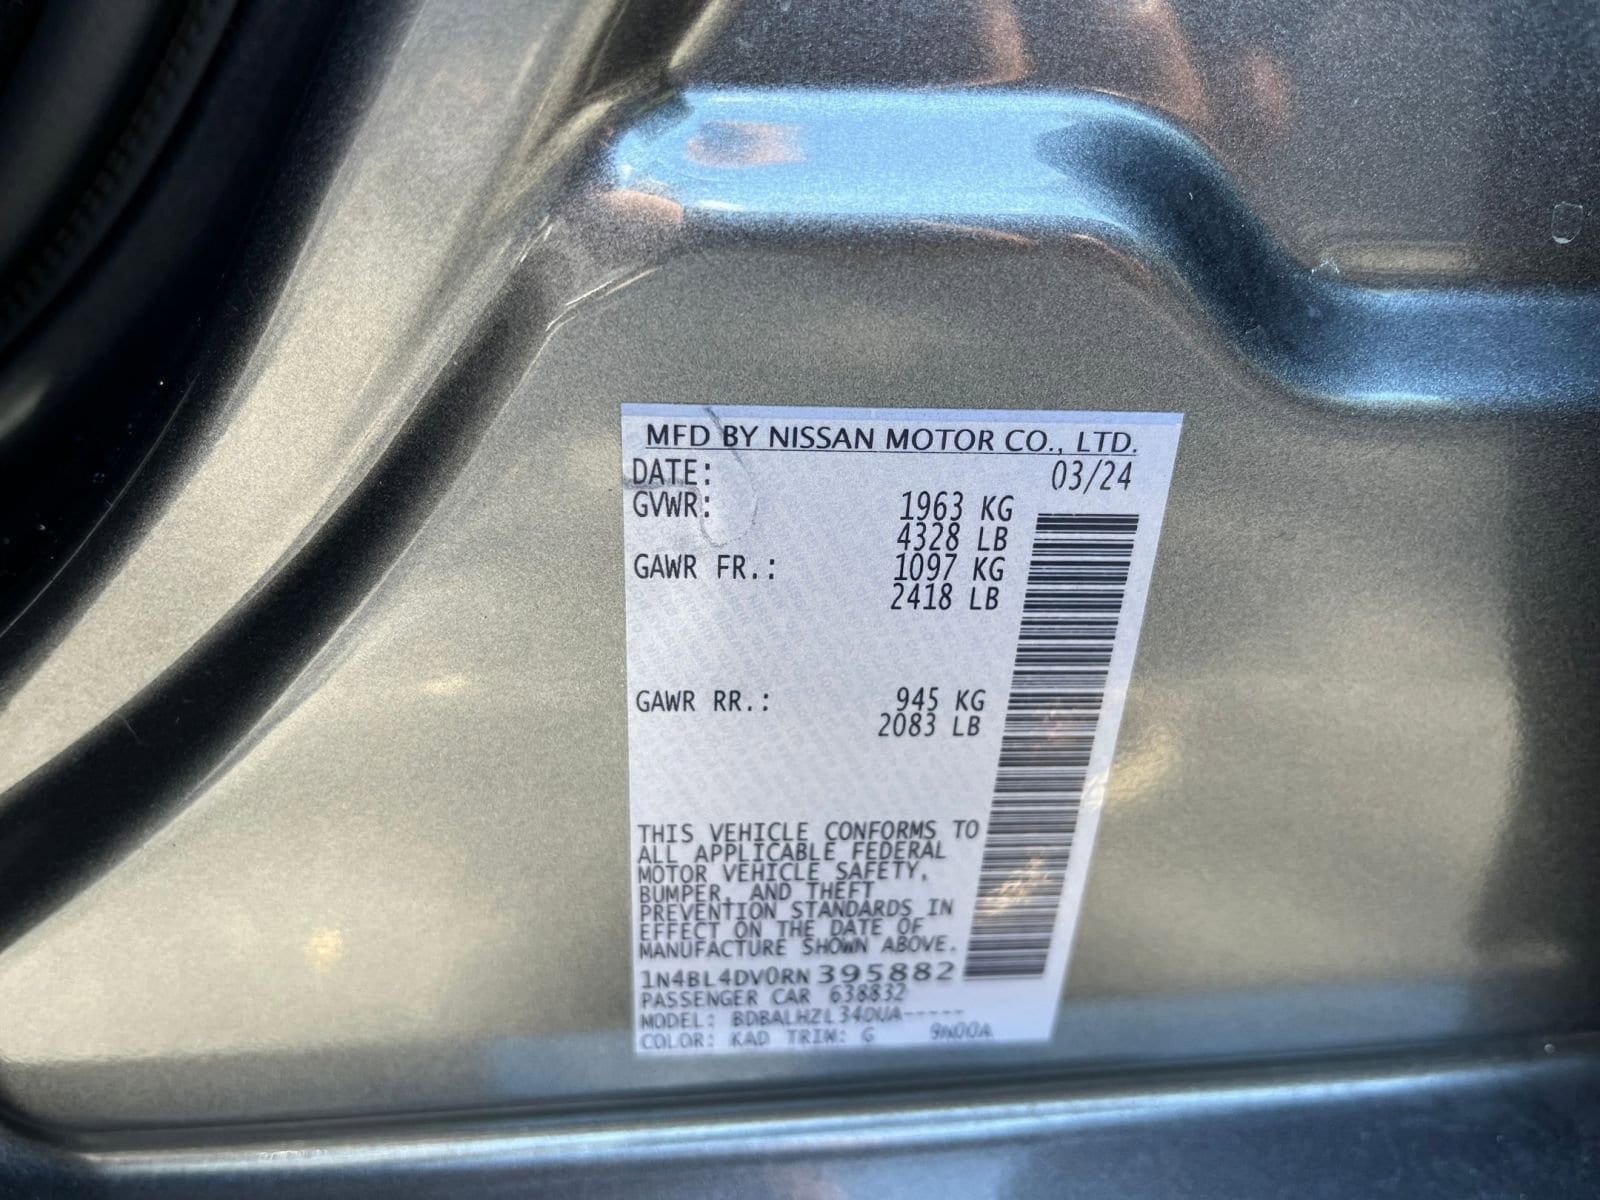 MFD BY NISSAN MOTOR CO., LTD.
DATE: 03/24
GVWR: 1963 KG
4328 LB
GAWR FR.: 1097 KG
2418 LB
GAWR RR.: 945 KG
2083 LB
THIS VEHICLE CONFORMS TO
ALL APPLICABLE FEDERAL
MOTOR VEHICLE SAFETY,
BUMPER, AND THEFT
PREVENTION STANDARDS IN
EFFECT ON THE DATE OF
MANUFACTURE SHOWN ABOVE.
1N4BL4DV0RN395882
PASSENGER CAR 638832
MODEL: BDBALHZL34DUA-----
COLOR: KAD TRIM: G 9N00A